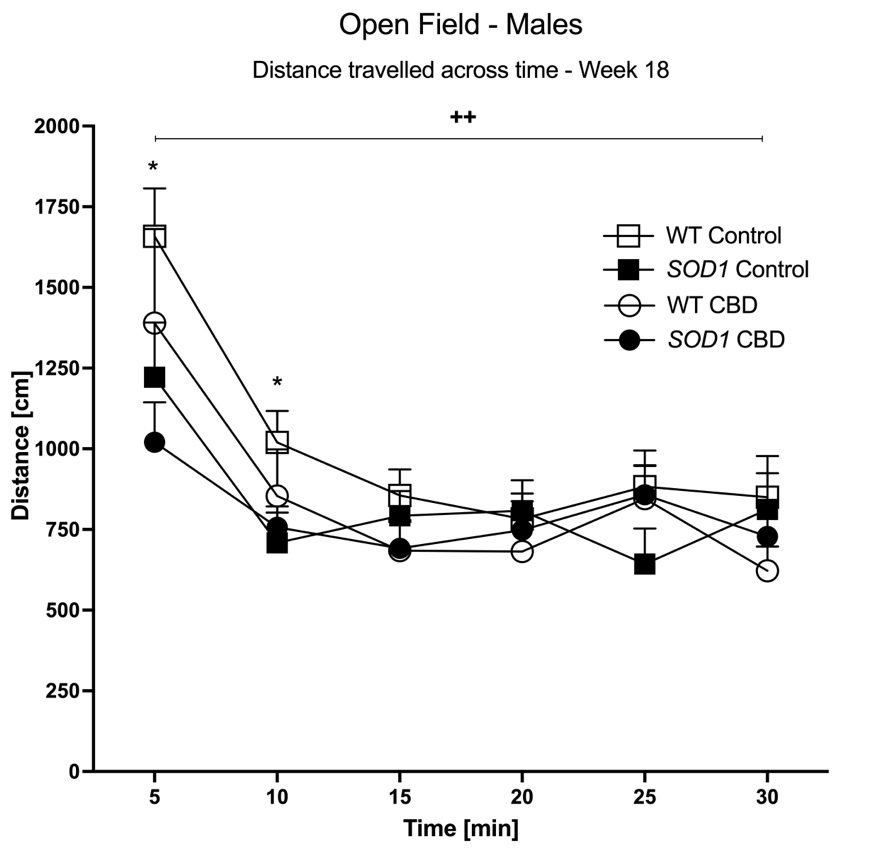 Open Field - Males
Distance travelled across time - Week 18
++
*
*
WT Control
SOD1 Control
WT CBD
SOD1 CBD
Distance [cm]
2000
1750
1500
1250
1000
750
500
250
0
5 10 15 20 25 30
Time [min]